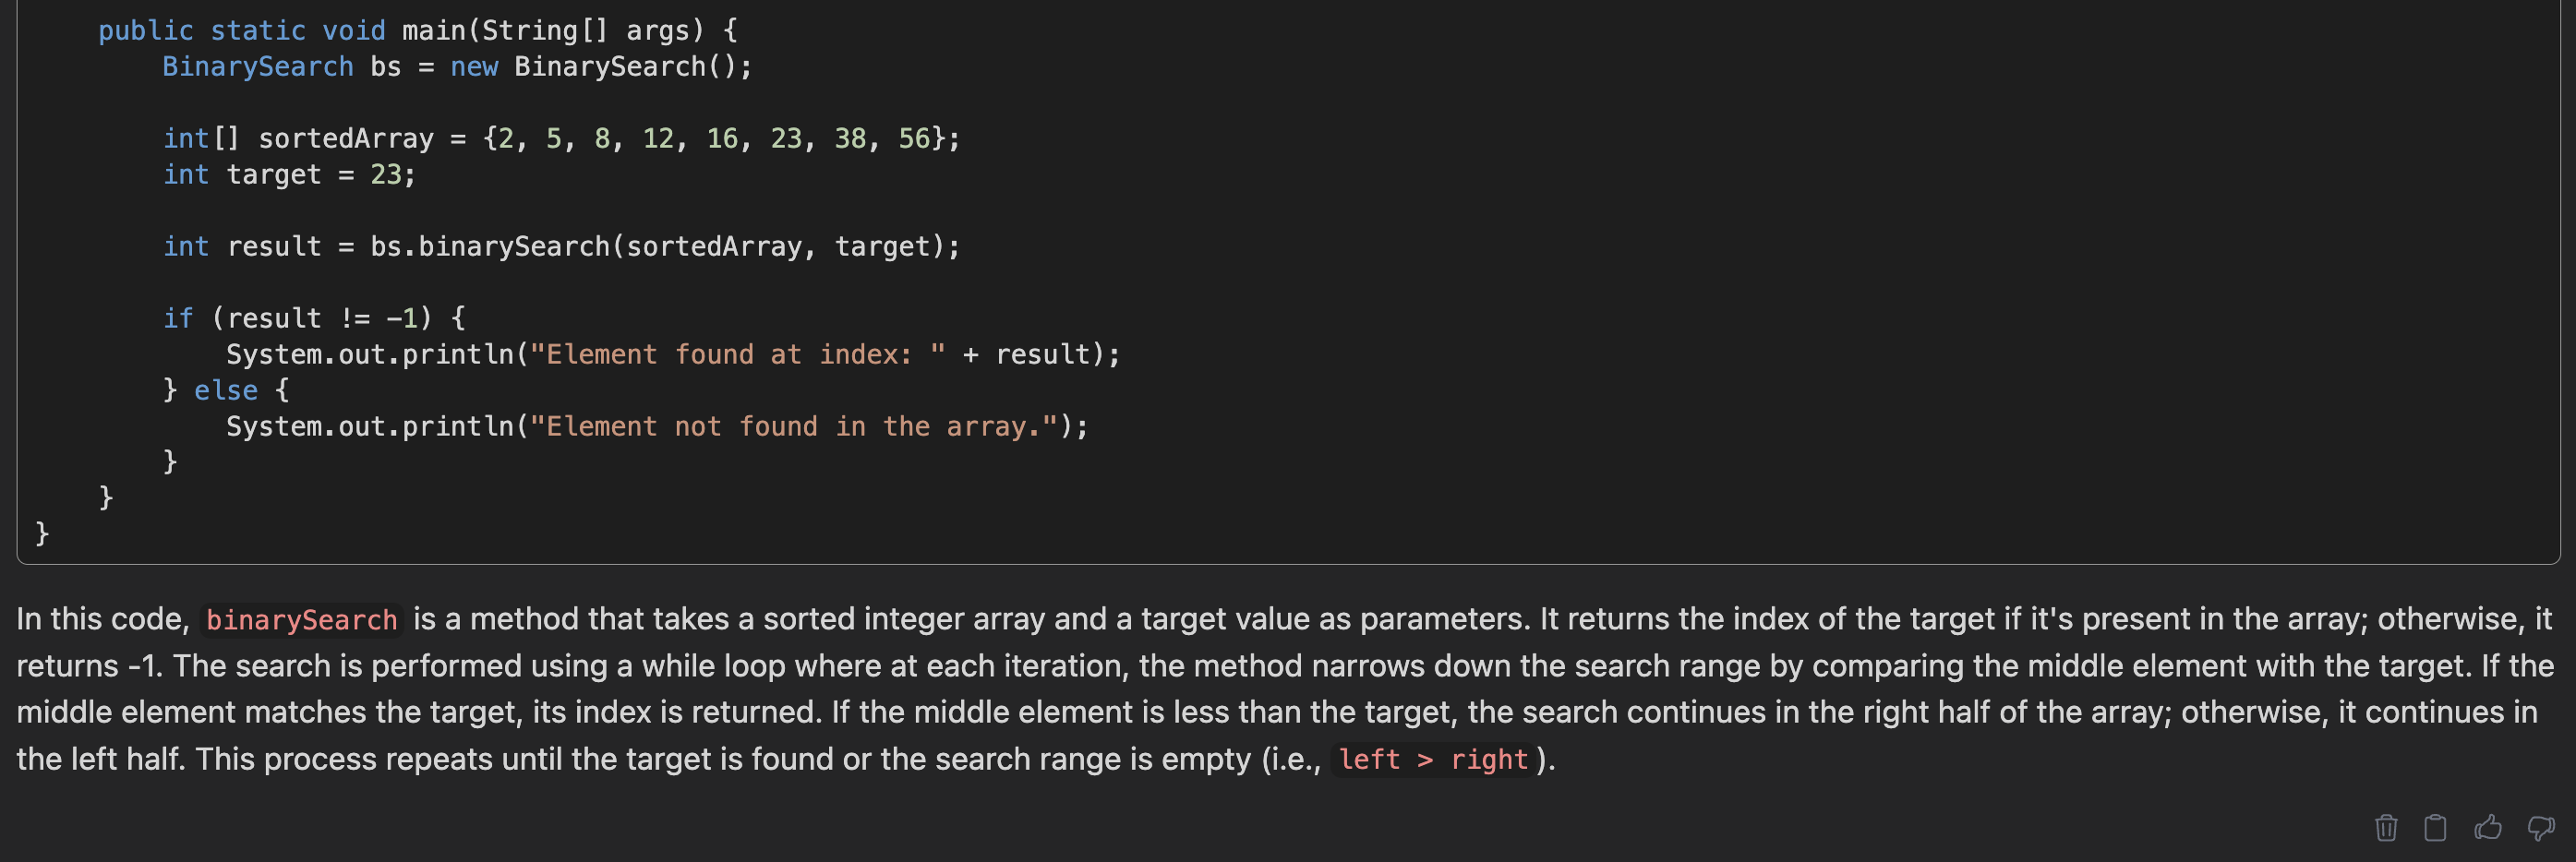 public static void main(String[] args) {
BinarySearch bs = new BinarySearch();
int[] sortedArray = {2, 5, 8, 12, 16, 23, 38, 56};
int target = 23;
int result = bs.binarySearch(sortedArray, target);
if (result != -1) {
System.out.println("Element found at index: " + result);
} else {
System.out.println("Element not found in the array.");
}
}
}
In this code, binarySearch is a method that takes a sorted integer array and a target value as parameters. It returns the index of the target if it's present in the array; otherwise, it
returns -1. The search is performed using a while loop where at each iteration, the method narrows down the search range by comparing the middle element with the target. If the
middle element matches the target, its index is returned. If the middle element is less than the target, the search continues in the right half of the array; otherwise, it continues in
the left half. This process repeats until the target is found or the search range is empty (i.e., left > right).